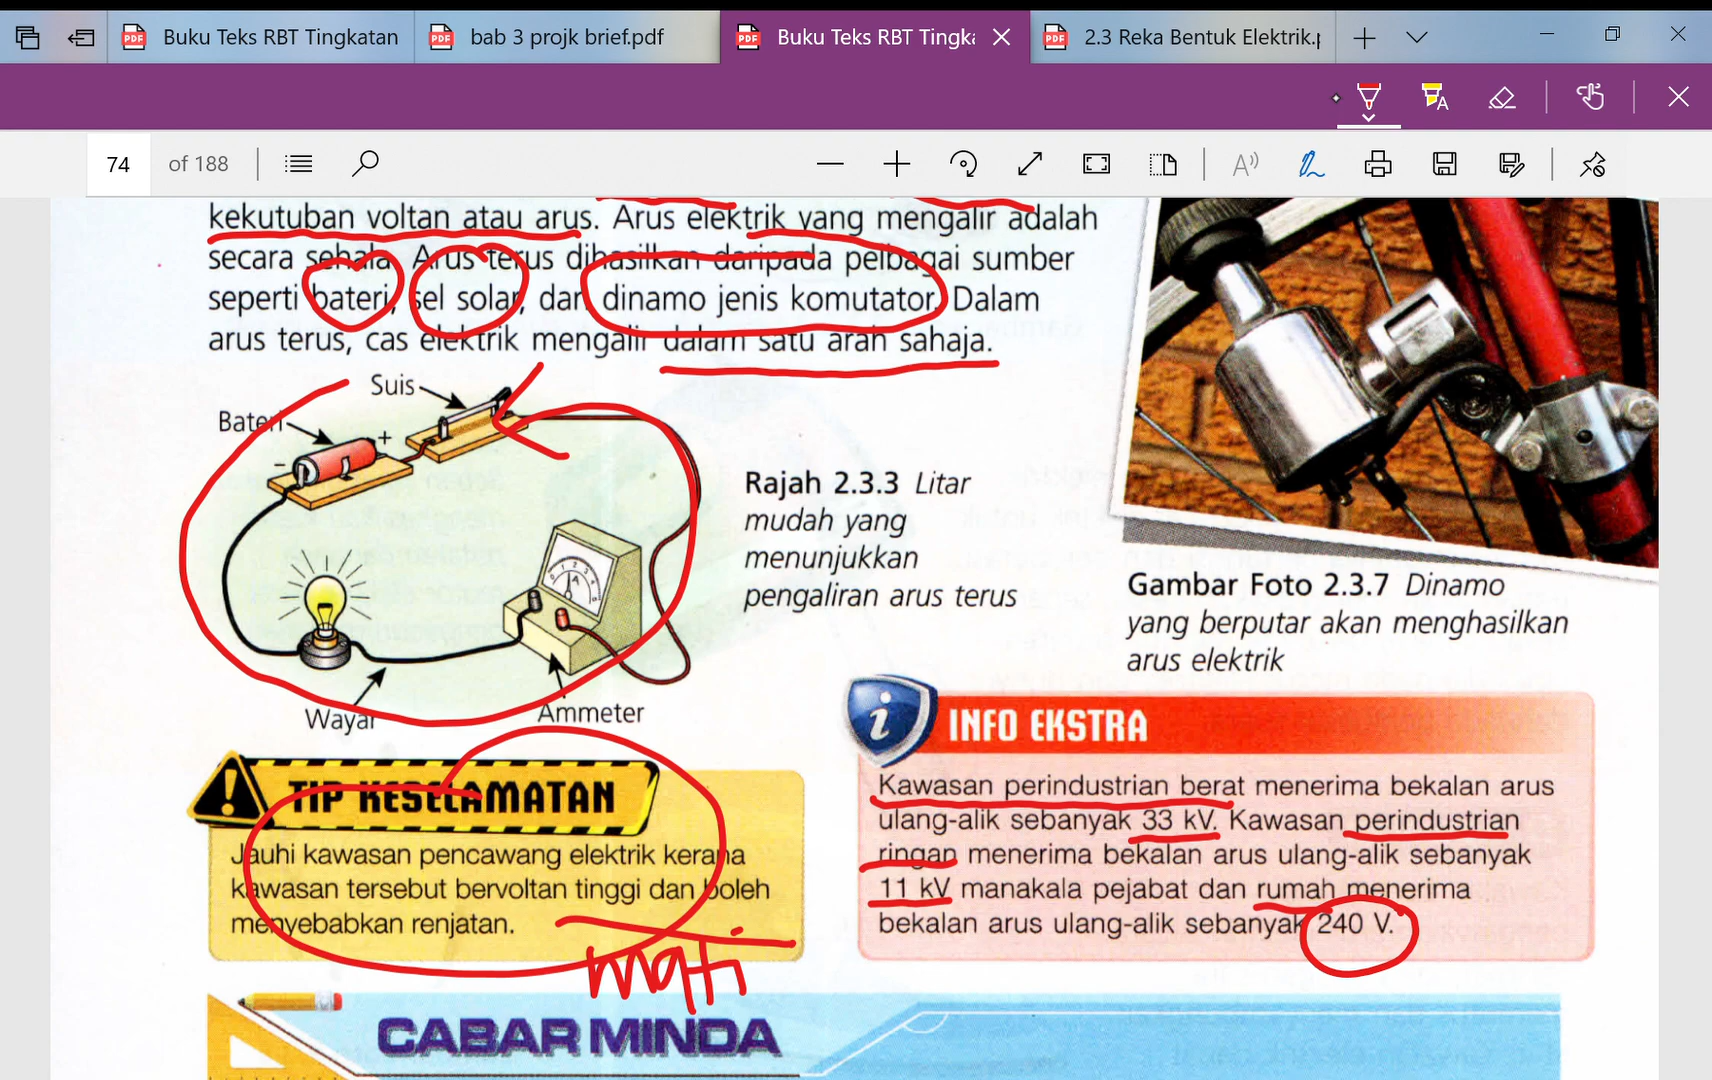 Buku Teks RBT Tingkatan
bab 3 projk brief.pdf
Buku Teks RBT Tingka
2.3 Reka Bentuk Elektrik.p
74
of 188
kekutuban voltan atau arus. Arus elektrik yang mengalir adalah
secara sehala. Arus terus dihasilkan daripada pelbagai sumber
seperti bateri, sel solar, dan dinamo jenis komutator. Dalam
arus terus, cas elektrik mengalir dalam satu arah sahaja.
Suis
Bateri
+
-
A
Wayar
Ammeter
Rajah 2.3.3 Litar
mudah yang
menunjukkan
pengaliran arus terus
Gambar Foto 2.3.7 Dinamo
yang berputar akan menghasilkan
arus elektrik
TIP KESELAMATAN
Jauhi kawasan pencawang elektrik kerana
kawasan tersebut bervoltan tinggi dan boleh
menyebabkan renjatan.
mati
i
INFO EKSTRA
Kawasan perindustrian berat menerima bekalan arus
ulang-alik sebanyak 33 kV. Kawasan perindustrian
ringan menerima bekalan arus ulang-alik sebanyak
11 kV manakala pejabat dan rumah menerima
bekalan arus ulang-alik sebanyak 240 V.
CABAR MINDA